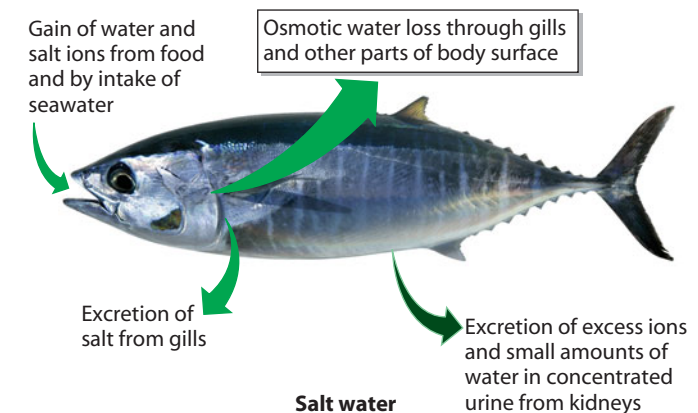 Gain of water and
salt ions from food
and by intake of
seawater
Osmotic water loss through gills
and other parts of body surface
Excretion of
salt from gills
Excretion of excess ions
and small amounts of
water in concentrated
urine from kidneys
Salt water